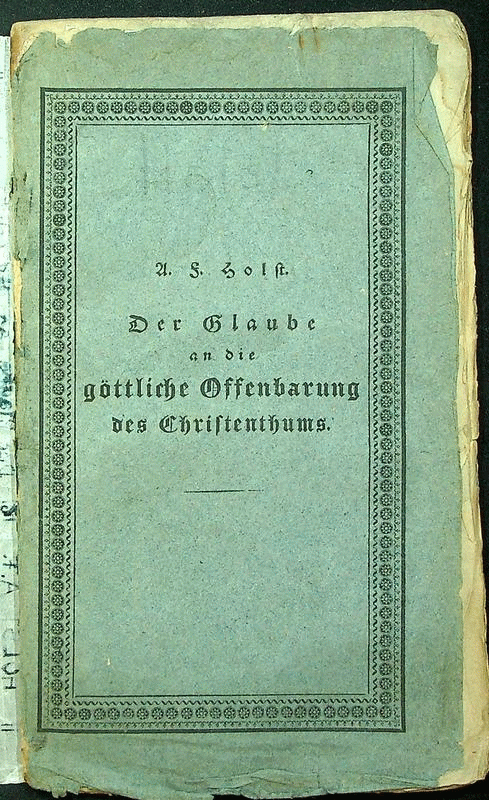 A. F. Holst.
Der Glaube
an die
göttliche Offenbarung
des Christenthums.